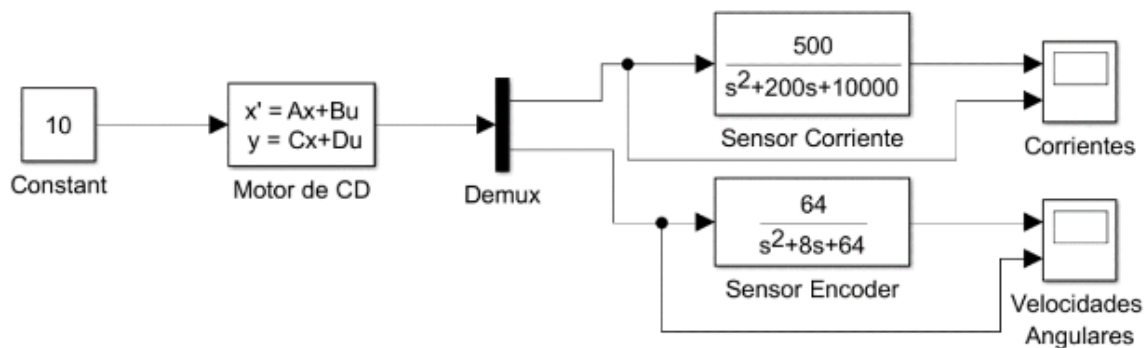 10
Constant
x' = Ax+Bu
y = Cx+Du
Motor de CD
Demux
500
s²+200s+10000
Sensor Corriente
Corrientes
64
s²+8s+64
Sensor Encoder
Velocidades
Angulares